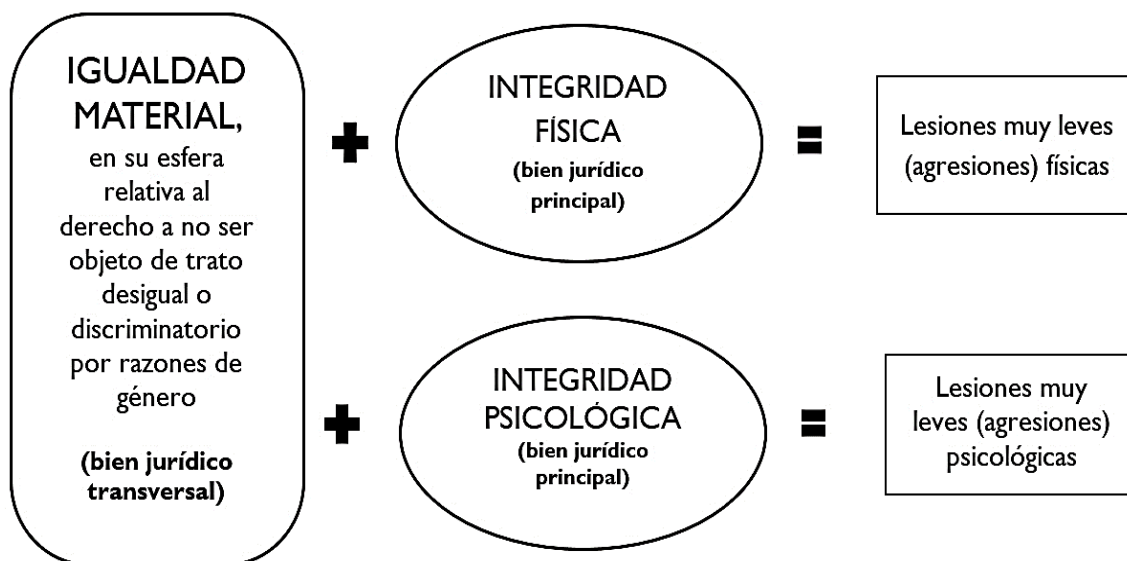 IGUALDAD
MATERIAL,
en su esfera
relativa al
derecho a no ser
objeto de trato
desigual o
discriminatorio
por razones de
género
(bien jurídico
transversal)
+
INTEGRIDAD
FÍSICA
(bien jurídico
principal)
=
Lesiones muy leves
(agresiones) físicas
+
INTEGRIDAD
PSICOLÓGICA
(bien jurídico
principal)
=
Lesiones muy
leves (agresiones)
psicológicas